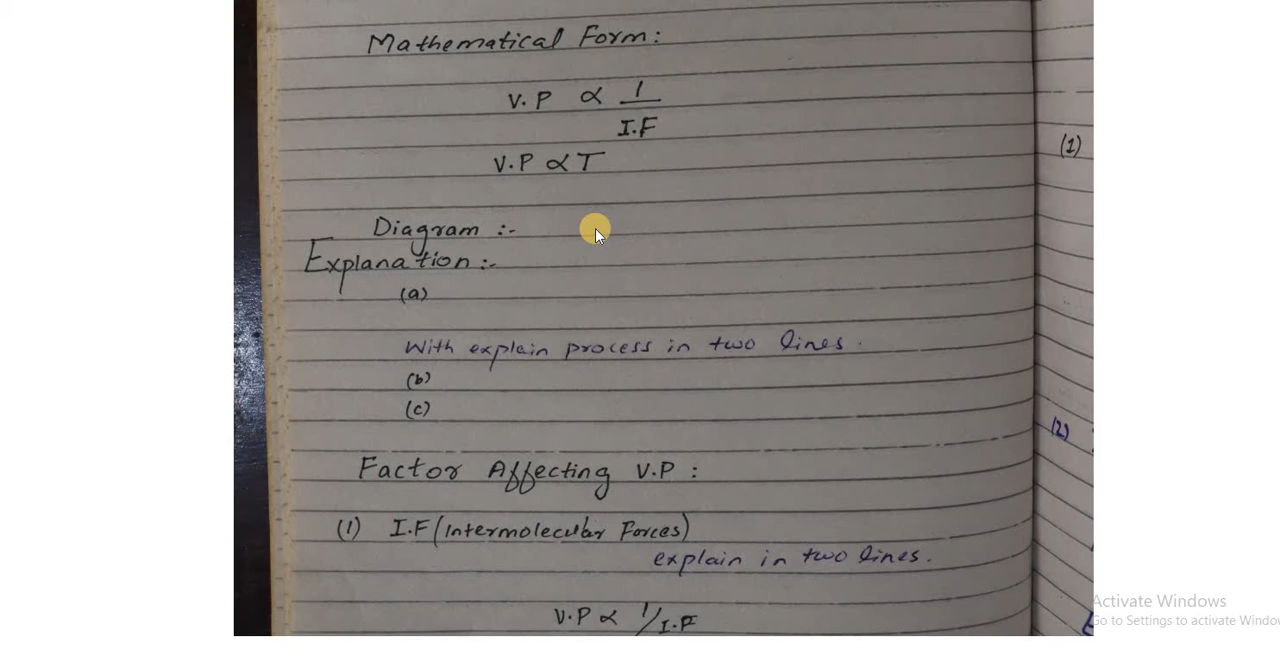 Mathematical Form:
V.P ∝ 1
I.F
V.P ∝ T
(1)
Diagram :-
Explanation :-
(a)
With explain process in two lines.
(b)
(c)
(2)
Factor Affecting V.P :
(1) I.F (Intermolecular Forces)
explain in two lines.
V.P ∝ 1/I.F
Activate Windows
Go to Settings to activate Windo